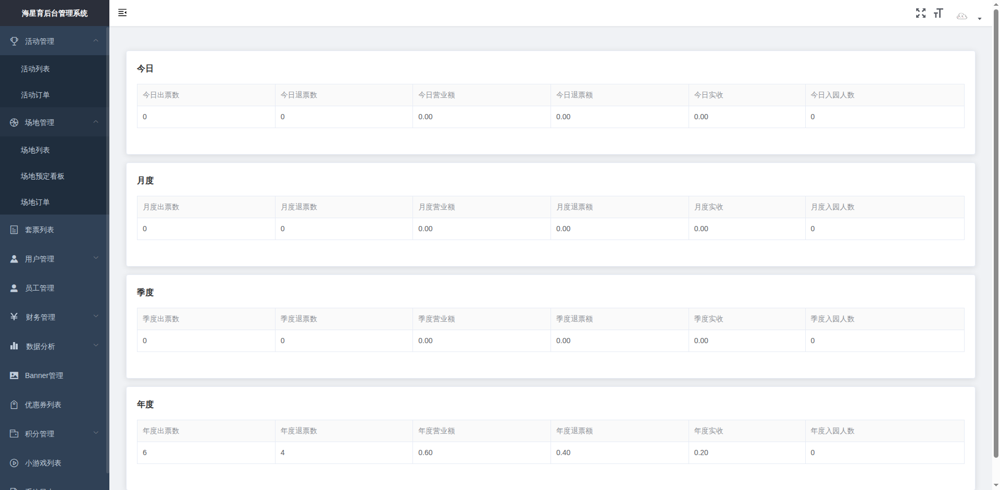 海星育后台管理系统
活动管理
活动列表
活动订单
场地管理
场地列表
场地预定看板
场地订单
套票列表
用户管理
员工管理
财务管理
数据分析
Banner管理
优惠券列表
积分管理
小游戏列表
今日
今日出票数 今日退票数 今日营业额 今日退票额 今日实收 今日入园人数
0 0 0.00 0.00 0.00 0
月度
月度出票数 月度退票数 月度营业额 月度退票额 月度实收 月度入园人数
0 0 0.00 0.00 0.00 0
季度
季度出票数 季度退票数 季度营业额 季度退票额 季度实收 季度入园人数
0 0 0.00 0.00 0.00 0
年度
年度出票数 年度退票数 年度营业额 年度退票额 年度实收 年度入园人数
6 4 0.60 0.40 0.20 0